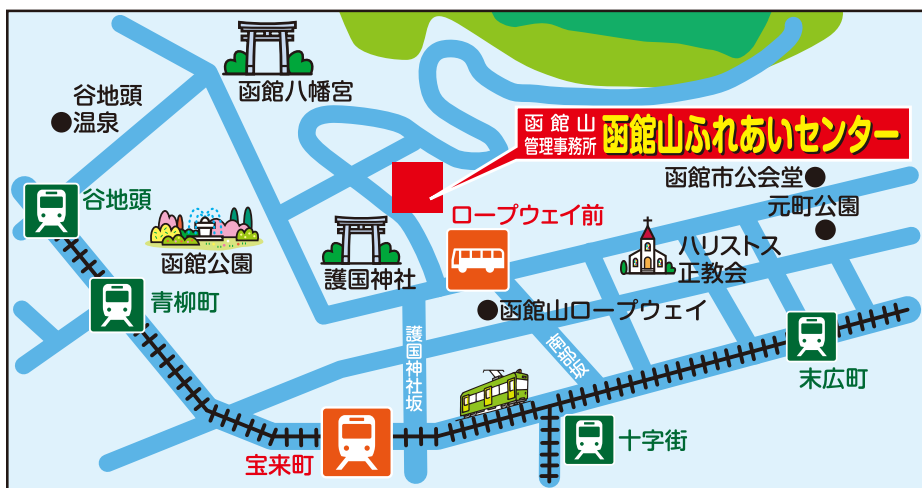 函館八幡宮
谷地頭
温泉
函館山
管理事務所
函館山ふれあいセンター
函館市公会堂
元町公園
谷地頭
函館公園
護国神社
ロープウェイ前
ハリストス
正教会
青柳町
函館山ロープウェイ
護国神社坂
南部坂
末広町
宝来町
十字街